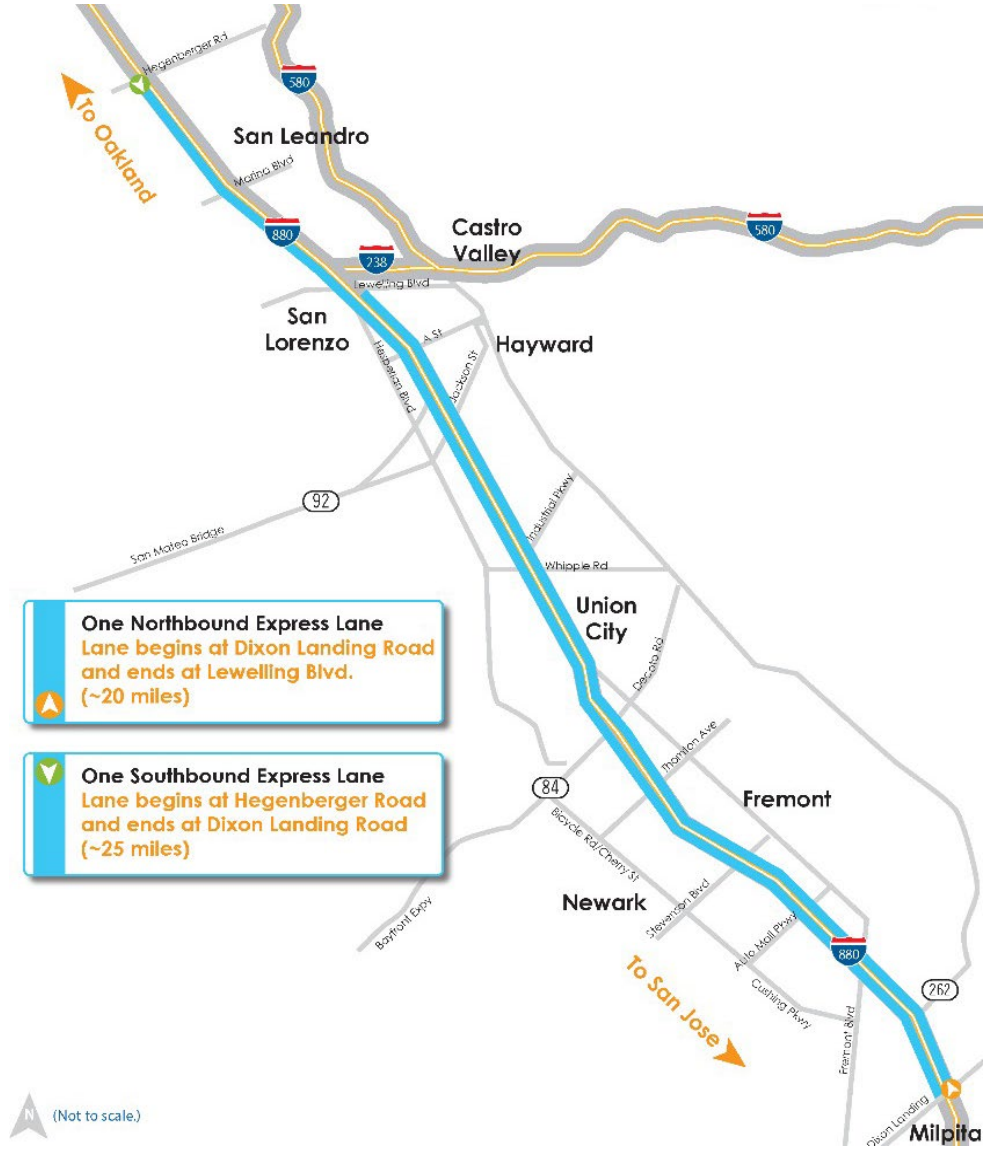 Hegenberger Rd
580
To Oakland
San Leandro
Marina Blvd
880
Castro
Valley
580
238
Lewelling Blvd
San
Lorenzo
A St
Hayward
Hesperian Blvd
Jackson St
92
San Mateo Bridge
Industrial Pkwy
Whipple Rd
Union
City
Decoto Rd
One Northbound Express Lane
Lane begins at Dixon Landing Road
and ends at Lewelling Blvd.
(~20 miles)
One Southbound Express Lane
Lane begins at Hegenberger Road
and ends at Dixon Landing Road
(~25 miles)
Thornton Ave
84
Fremont
Bicycle Rd/Cherry St
Newark
Stevenson Blvd
Bayfront Expy
Auto Mall Pkwy
880
To San Jose
Cushing Pkwy
262
Fremont Blvd
Dixon Landing
N
(Not to scale.)
Milpita